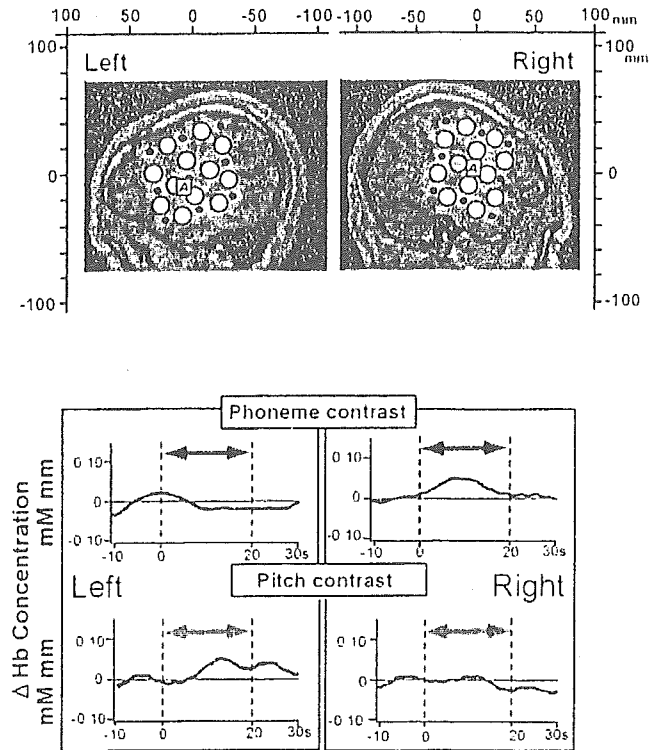 100 50 0 -50 -100
-100 -50 0 50 100 mm
100
0
-100
100 mm
0
-100
Left
Right
A
A
Phoneme contrast
0 10
0
-0 10
-10 0 20 30s
0 10
0
-0 10
-10 0 20 30s
Left
Pitch contrast
Right
0 10
0
-0 10
-10 0 20 30s
0 10
0
-0 10
-10 0 20 30s
Δ Hb Concentration
mM mm
mM mm